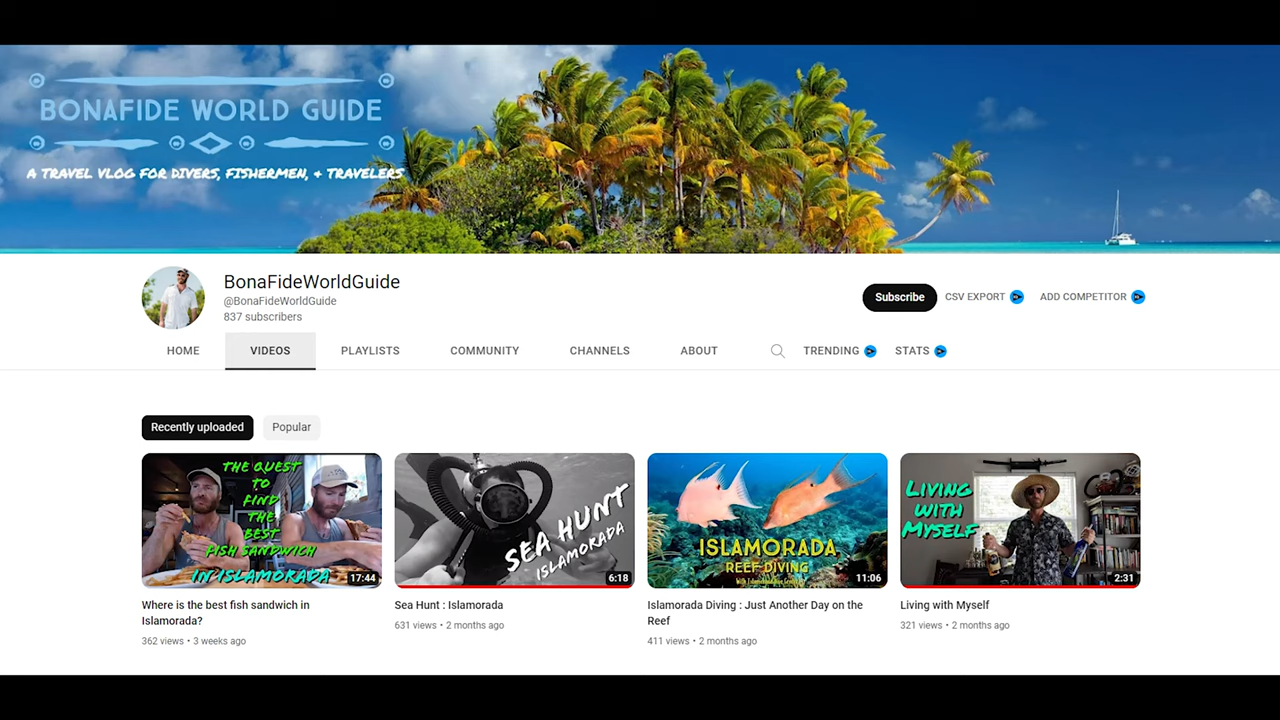 BONAFIDE WORLD GUIDE
A TRAVEL VLOG FOR DIVERS, FISHERMEN, & TRAVELERS
BonaFideWorldGuide
@BonaFideWorldGuide
837 subscribers
Subscribe
CSV EXPORT
ADD COMPETITOR
HOME
VIDEOS
PLAYLISTS
COMMUNITY
CHANNELS
ABOUT
TRENDING
STATS
Recently uploaded
Popular
THE QUEST
TO
FIND
THE
BEST
FISH SANDWICH
IN ISLAMORADA
17:44
SEA HUNT
ISLAMORADA
6:18
ISLAMORADA
REEF DIVING
11:06
LIVING
WITH
MYSELF
2:31
Where is the best fish sandwich in
Islamorada?
362 views • 3 weeks ago
Sea Hunt : Islamorada
631 views • 2 months ago
Islamorada Diving : Just Another Day on the
Reef
411 views • 2 months ago
Living with Myself
321 views • 2 months ago